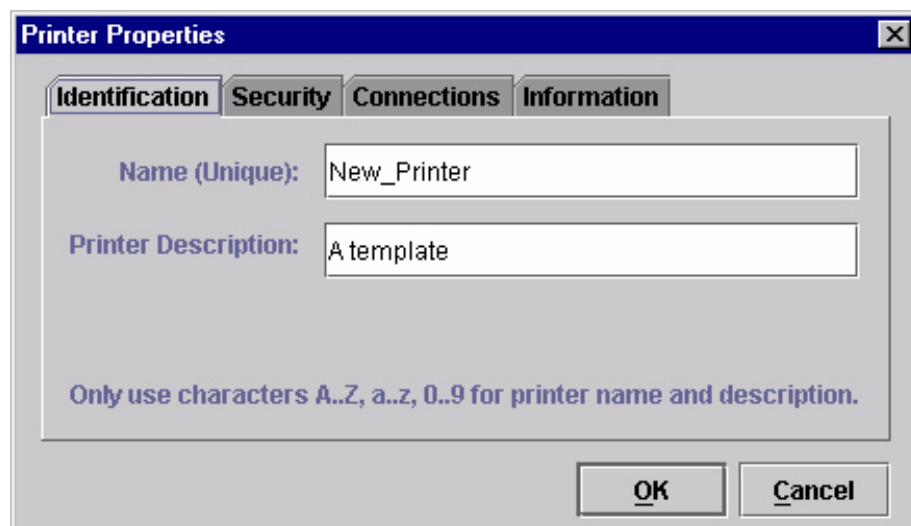 Printer Properties
Identification Security Connections Information
Name (Unique): New_Printer
Printer Description: A template
Only use characters A..Z, a..z, 0..9 for printer name and description.
OK Cancel